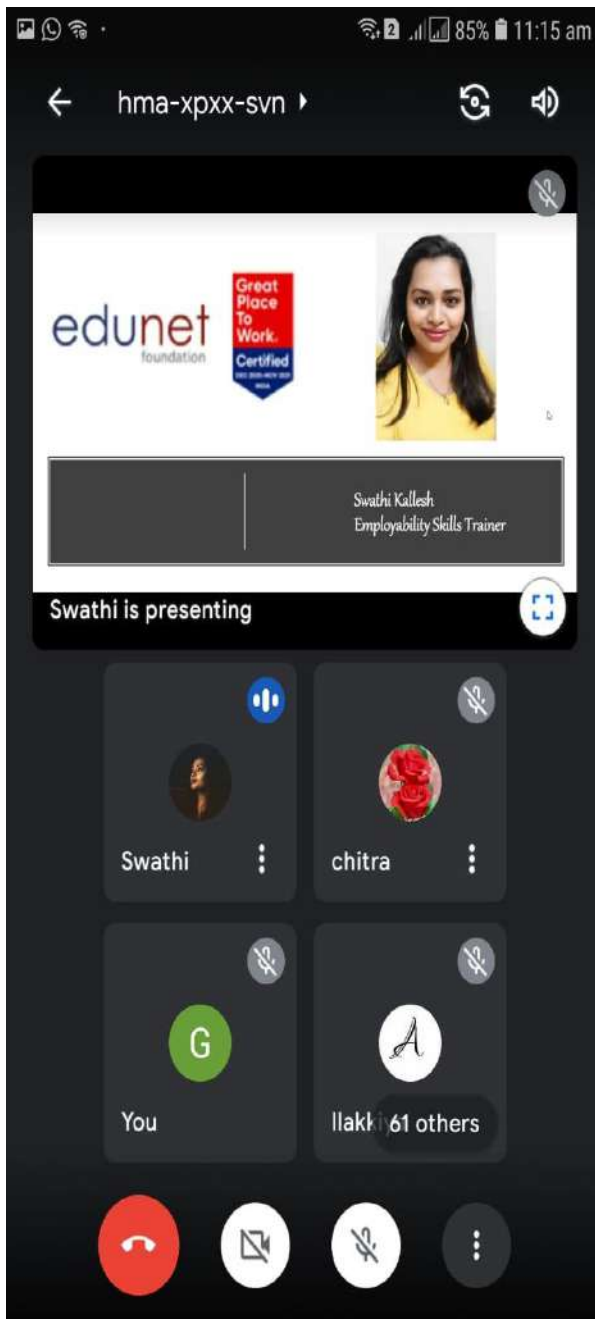 85% 11:15 am
hma-xpxx-svn
edunet
foundation
Great
Place
To
Work.
Certified
INDIA
Swathi Kallesh
Employability Skills Trainer
Swathi is presenting
Swathi
chitra
G
A
You
61 others